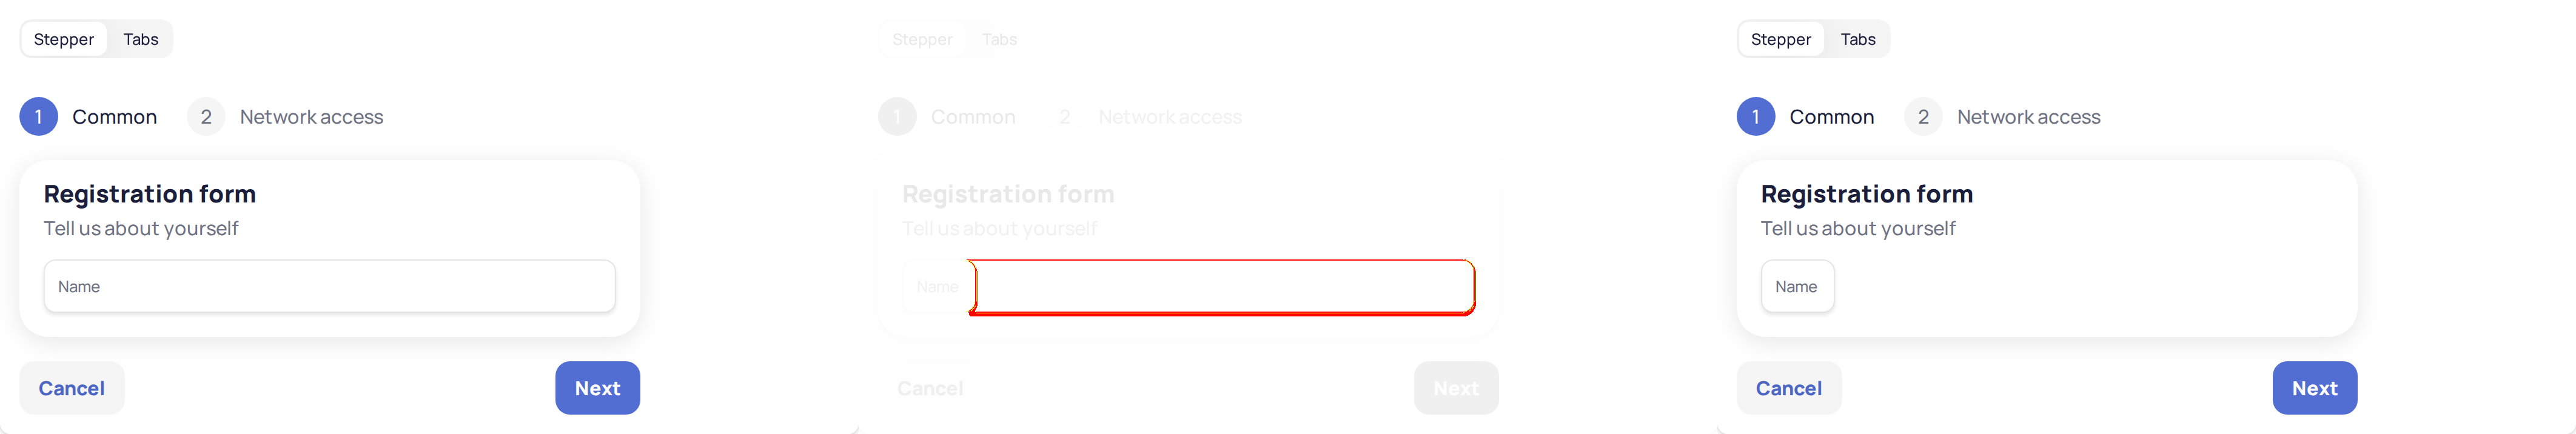 Stepper Tabs
1 Common 2 Network access
Registration form
Tell us about yourself
Name
Cancel Next
Stepper Tabs
1 Common 2 Network access
Registration form
Tell us about yourself
Name
Cancel Next
Stepper Tabs
1 Common 2 Network access
Registration form
Tell us about yourself
Name
Cancel Next